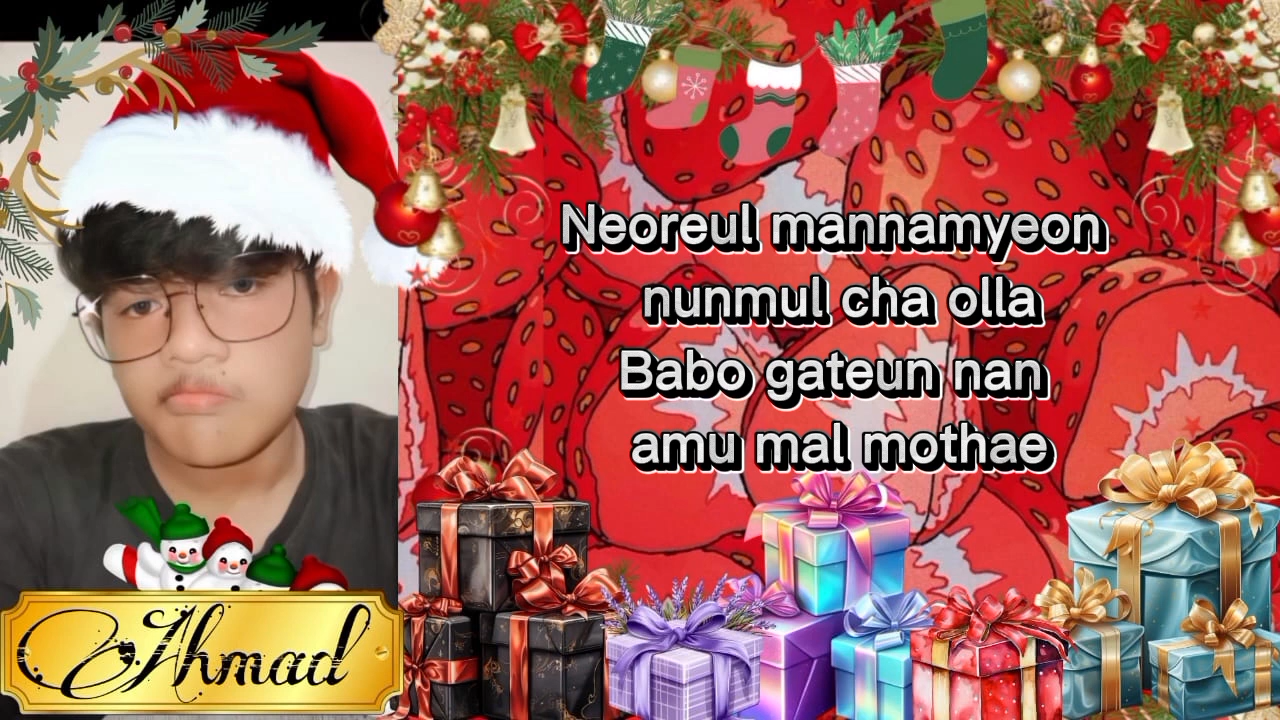 Neoreul mannamyeon
nunmul cha olla
Babo gateun nan
amu mal mothae
Ahmad